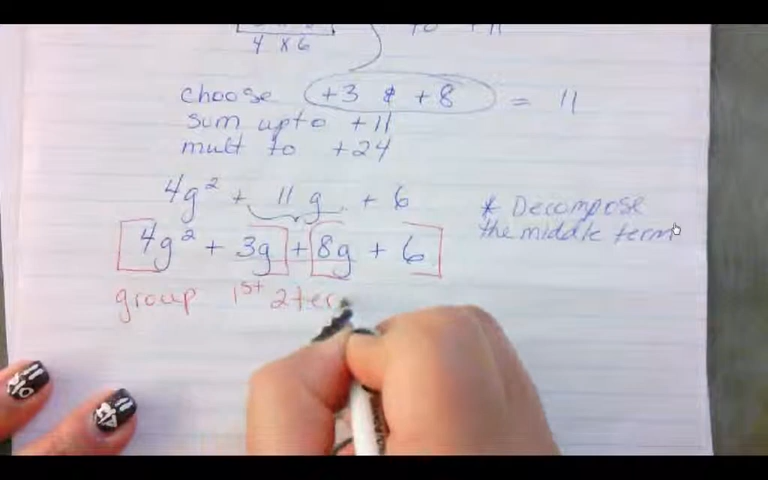 4 x 6
choose +3 & +8 = 11
sum up to +11
mult to +24
4g² + 11g + 6
* Decompose
the middle term
4g² + 3g + 8g + 6
group 1st 2 ter